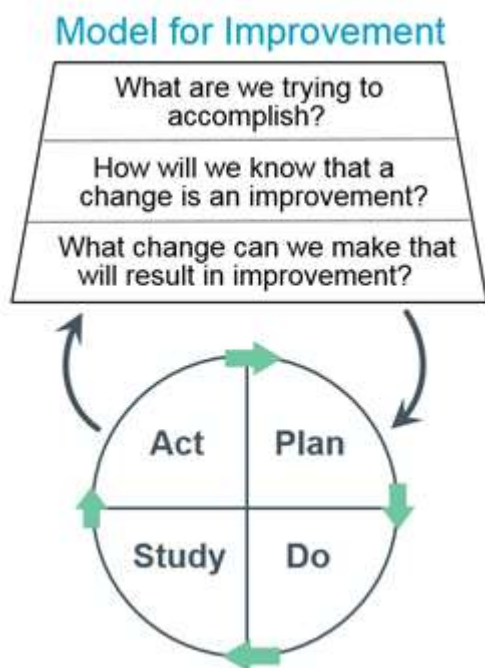 Model for Improvement
What are we trying to
accomplish?
How will we know that a
change is an improvement?
What change can we make that
will result in improvement?
Act
Plan
Study
Do